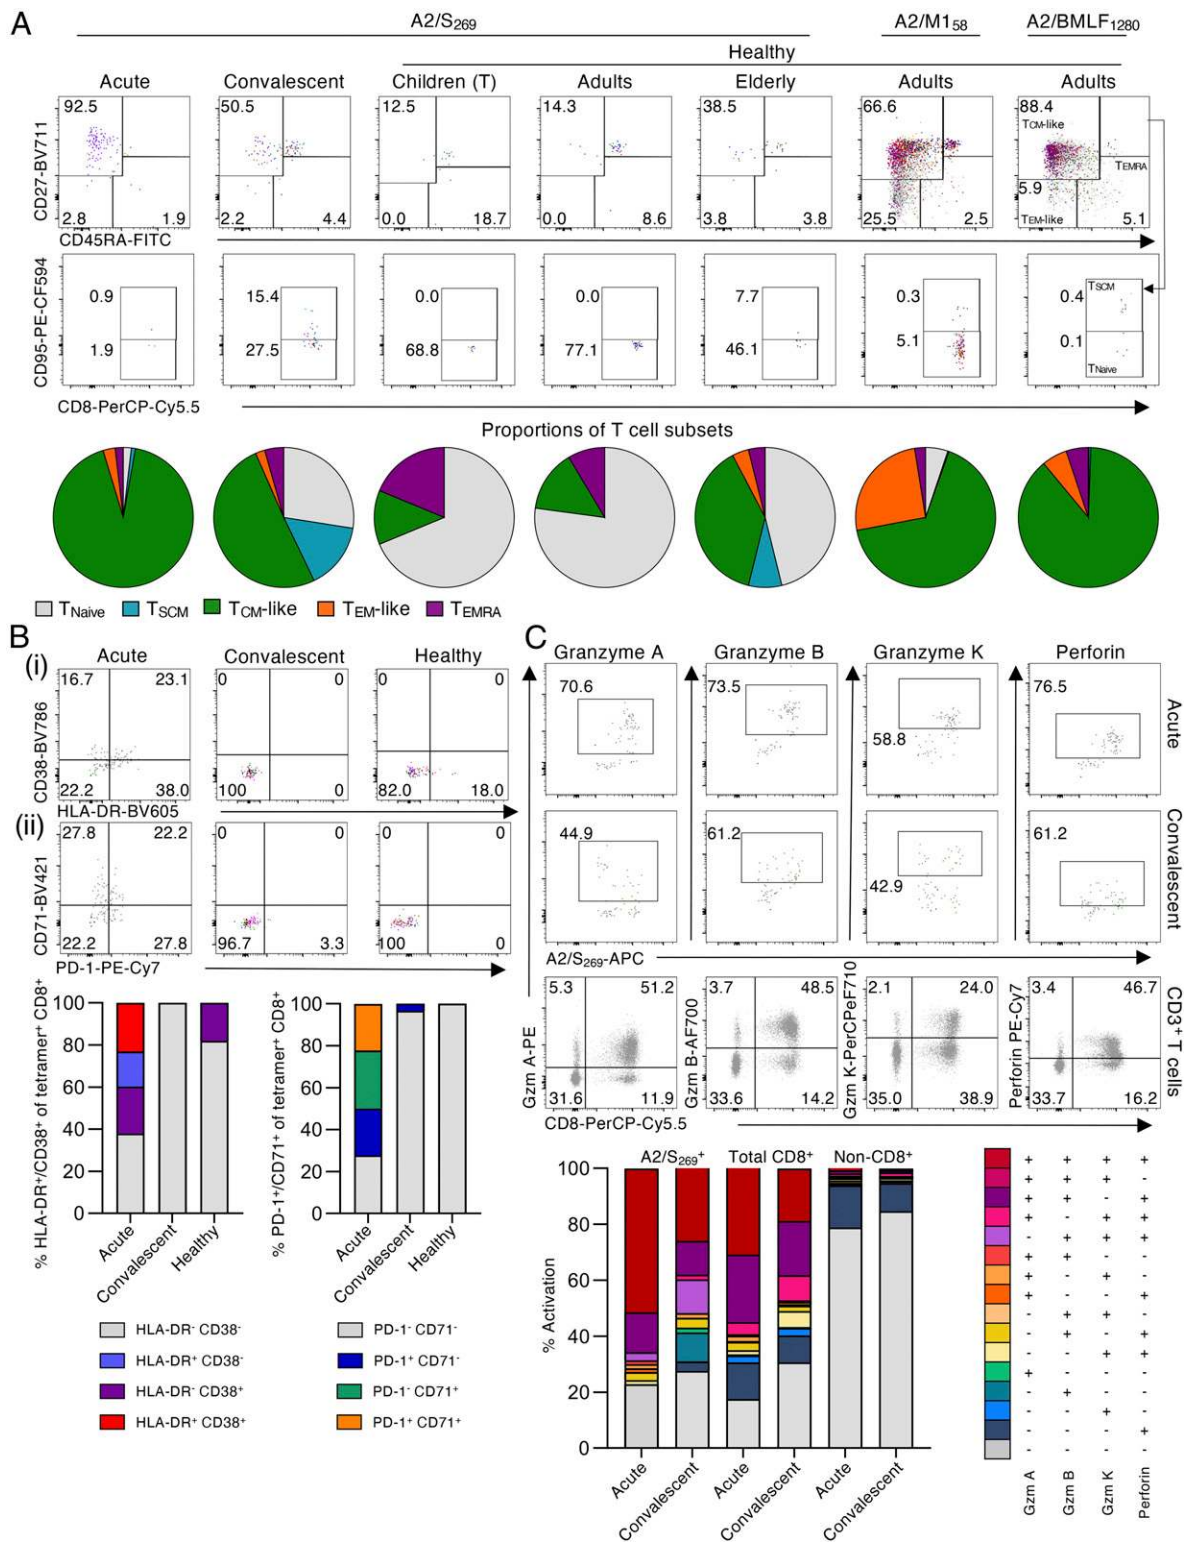 A
A2/S269
A2/M158
A2/BMLF1280
Healthy
Acute
Convalescent
Children (T)
Adults
Elderly
Adults
Adults
CD27-BV711
92.5
2.8
1.9
50.5
2.2
4.4
12.5
0.0
18.7
14.3
0.0
8.6
38.5
3.8
3.8
66.6
25.5
2.5
88.4
TCM-like
TEMRA
5.9
TEM-like
5.1
CD45RA-FITC
CD95-PE-CF594
0.9
1.9
15.4
27.5
0.0
68.8
0.0
77.1
7.7
46.1
0.3
5.1
TSCM
0.4
0.1
TNaive
CD8-PerCP-Cy5.5
Proportions of T cell subsets
TNaive TSCM TCM-like TEM-like TEMRA
B
(i)
Acute
Convalescent
Healthy
CD38-BV786
16.7 23.1
22.2 38.0
0 0
100 0
0 0
82.0 18.0
HLA-DR-BV605
(ii)
CD71-BV421
27.8 22.2
22.2 27.8
0 0
96.7 3.3
0 0
100 0
PD-1-PE-Cy7
% HLA-DR+/CD38+ of tetramer+ CD8+
100
80
60
40
20
0
Acute
Convalescent
Healthy
% PD-1+/CD71+ of tetramer+ CD8+
100
80
60
40
20
0
Acute
Convalescent
Healthy
HLA-DR- CD38-
HLA-DR+ CD38-
HLA-DR- CD38+
HLA-DR+ CD38+
PD-1- CD71-
PD-1+ CD71-
PD-1- CD71+
PD-1+ CD71+
C
Granzyme A
Granzyme B
Granzyme K
Perforin
70.6
73.5
58.8
76.5
Acute
44.9
61.2
42.9
61.2
Convalescent
A2/S269-APC
Gzm A-PE
5.3 51.2
31.6 11.9
Gzm B-AF700
3.7 48.5
33.6 14.2
Gzm K-PerCPeF710
2.1 24.0
35.0 38.9
Perforin PE-Cy7
3.4 46.7
33.7 16.2
CD3+T cells
CD8-PerCP-Cy5.5
A2/S269+ Total CD8+ Non-CD8+
% Activation
100
80
60
40
20
0
Acute
Convalescent
Acute
Convalescent
Acute
Convalescent
+ + + +
+ + + -
+ + - +
+ - + +
- + + +
+ + - -
+ - + -
+ - - +
- + + -
- + - +
- - + +
+ - - -
- + - -
- - + -
- - - +
- - - -
Gzm A
Gzm B
Gzm K
Perforin